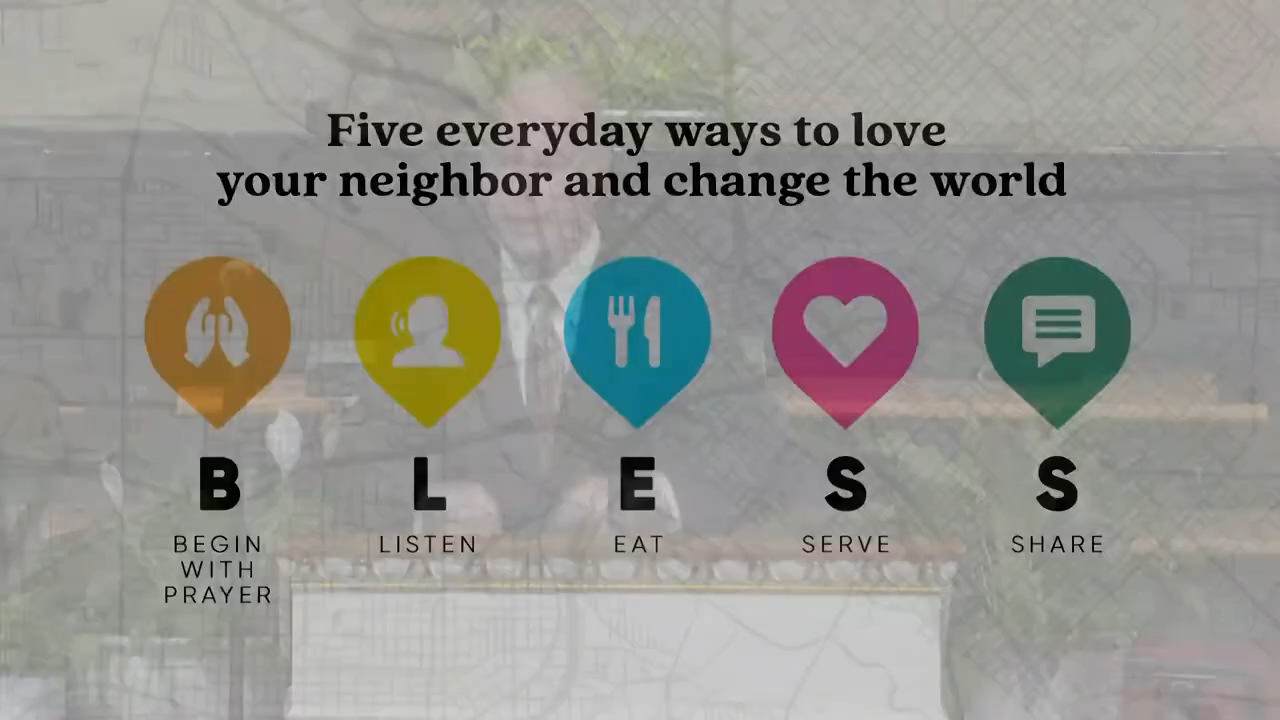 Five everyday ways to love
your neighbor and change the world
B L E S S
BEGIN WITH PRAYER
LISTEN
EAT
SERVE
SHARE